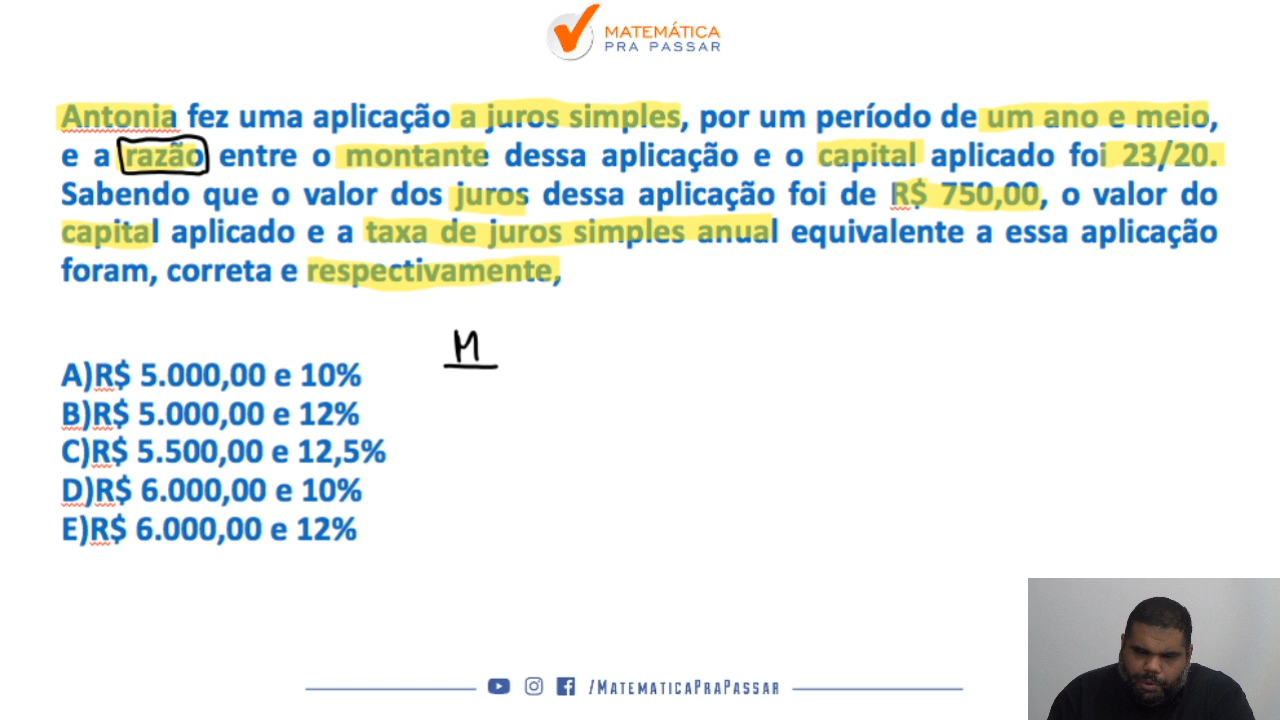 MATEMÁTICA
PRA PASSAR
Antonia fez uma aplicação a juros simples, por um período de um ano e meio,
e a razão entre o montante dessa aplicação e o capital aplicado foi 23/20.
Sabendo que o valor dos juros dessa aplicação foi de R$ 750,00, o valor do
capital aplicado e a taxa de juros simples anual equivalente a essa aplicação
foram, correta e respectivamente,
M
A)R$ 5.000,00 e 10%
B)R$ 5.000,00 e 12%
C)R$ 5.500,00 e 12,5%
D)R$ 6.000,00 e 10%
E)R$ 6.000,00 e 12%
/MATEMATICAPRAPASSAR